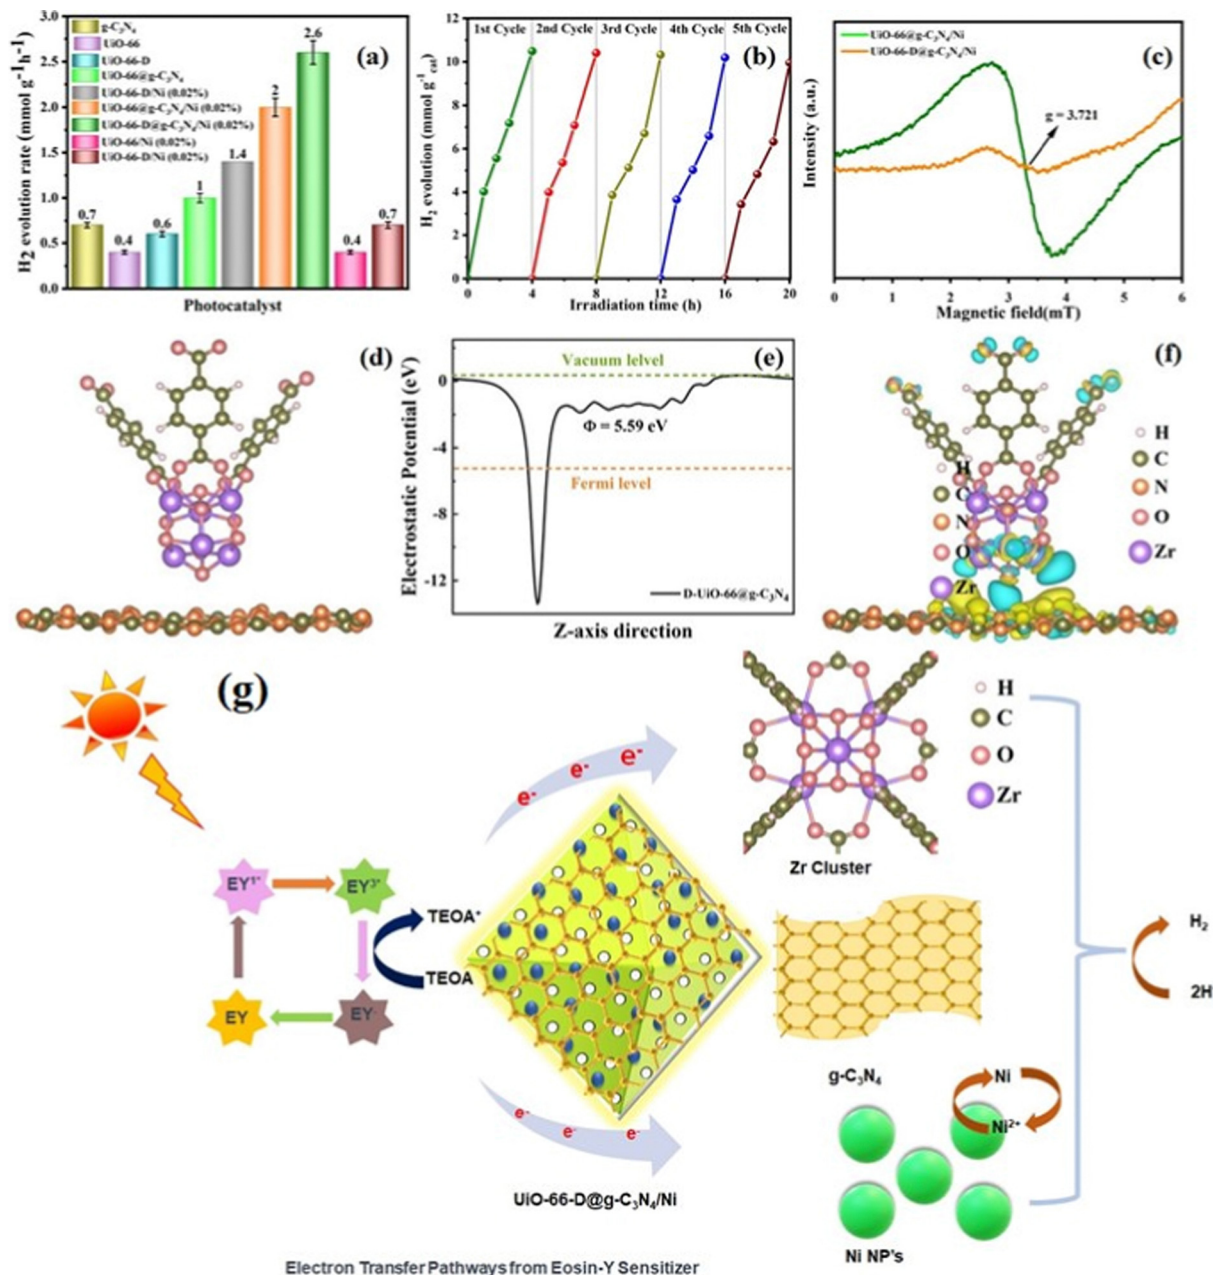 (a)
H2 evolution rate (mmol g⁻¹h⁻¹)
3.0
2.5
2.0
1.5
1.0
0.5
0.0
g-C₃N₄
UiO-66
UiO-66-D
UiO-66@g-C₃N₄
UiO-66-D/Ni (0.02%)
UiO-66@g-C₃N₄/Ni (0.02%)
UiO-66-D@g-C₃N₄/Ni (0.02%)
UiO-66/Ni (0.02%)
UiO-66-D/Ni (0.02%)
0.7
0.4
0.6
1
1.4
2
2.6
0.4
0.7
Photocatalyst
(b)
H₂ evolution (mmol g⁻¹cat)
12
10
8
6
4
2
0
1st Cycle
2nd Cycle
3rd Cycle
4th Cycle
5th Cycle
0
4
8
12
16
20
Irradiation time (h)
(c)
Intensity (a.u.)
UiO-66@g-C₃N₄/Ni
UiO-66-D@g-C₃N₄/Ni
g = 3.721
0
1
2
3
4
5
6
Magnetic field(mT)
(d)
(e)
Electrostatic Potential (eV)
0
-4
-8
-12
Vacuum lelvel
Φ = 5.59 eV
Fermi level
D-UiO-66@g-C₃N₄
Z-axis direction
(f)
H
C
N
O
Zr
H
C
N
O
Zr
(g)
e⁻
e⁻
e⁻
H
C
O
Zr
Zr Cluster
EY¹*
EY³*
TEOA⁺
TEOA
EY
EY⁻
H₂
2H
g-C₃N₄
Ni
Ni²⁺
e⁻
e⁻
e⁻
UiO-66-D@g-C₃N₄/Ni
Ni NP's
Electron Transfer Pathways from Eosin-Y Sensitizer